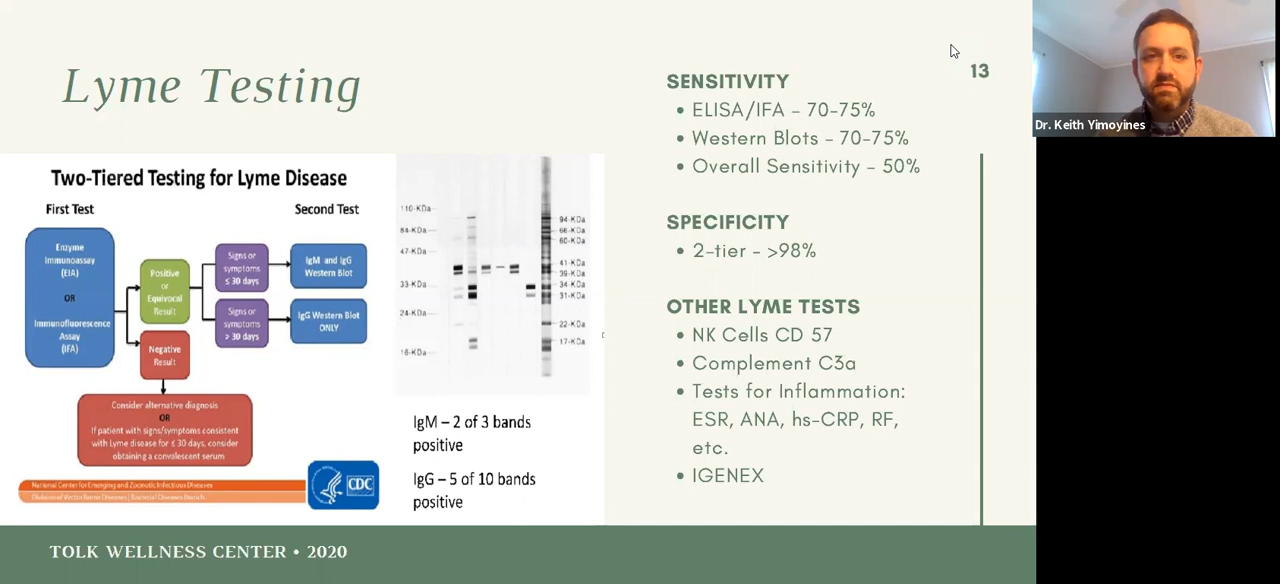 Lyme Testing
Two-Tiered Testing for Lyme Disease
First Test
Second Test
Enzyme
Immunoassay
(EIA)
OR
Immunofluorescence
Assay
(IFA)
Positive
or
Equivocal
Result
Negative
Result
Signs or
symptoms
≤ 30 days
Signs or
symptoms
> 30 days
IgM and IgG
Western Blot
IgG Western Blot
ONLY
Consider alternative diagnosis
OR
If patient with signs/symptoms consistent
with Lyme disease for ≤ 30 days, consider
obtaining a convalescent serum
National Center for Emerging and Zoonotic Infectious Diseases
Division of Vector Borne Diseases | Bacterial Diseases Branch
CDC
110-KDa
84-KDa
47-KDa
33-KDa
24-KDa
16-KDa
94-KDa
66-KDa
60-KDa
41-KDa
39-KDa
34-KDa
31-KDa
22-KDa
17-KDa
IgM – 2 of 3 bands
positive
IgG – 5 of 10 bands
positive
13
SENSITIVITY
• ELISA/IFA – 70-75%
• Western Blots – 70-75%
• Overall Sensitivity – 50%
SPECIFICITY
• 2-tier - >98%
OTHER LYME TESTS
• NK Cells CD 57
• Complement C3a
• Tests for Inflammation:
ESR, ANA, hs-CRP, RF,
etc.
• IGENEX
TOLK WELLNESS CENTER • 2020
Dr. Keith Yimoyines